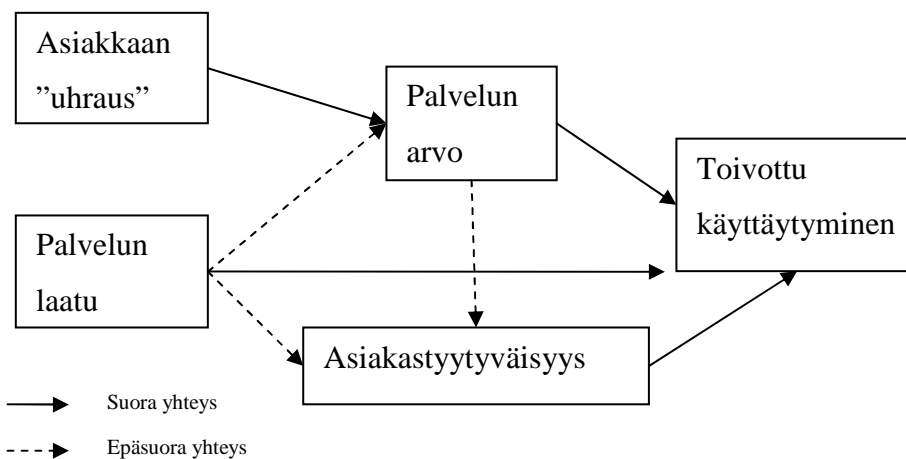 Asiakkaan
”uhraus”
Palvelun
arvo
Toivottu
käyttäytyminen
Palvelun
laatu
Asiakastyytyväisyys
Suora yhteys
Epäsuora yhteys